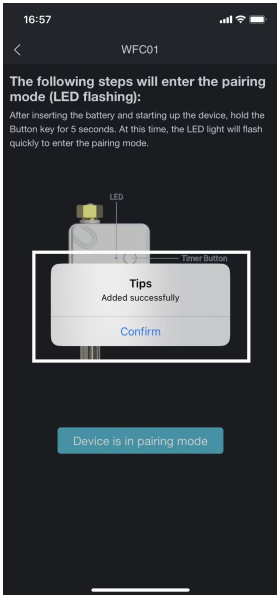 16:57
WFC01
The following steps will enter the pairing
mode (LED flashing):
After inserting the battery and starting up the device, hold the
Button key for 5 seconds. At this time, the LED light will flash
quickly to enter the pairing mode.
LED
Timer Button
Tips
Added successfully
Confirm
Device is in pairing mode